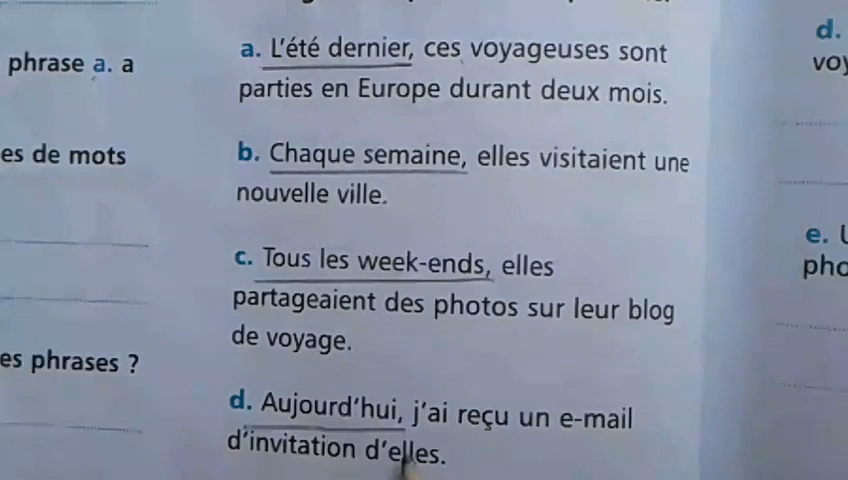 phrase a. a
es de mots
es phrases ?
a. L'été dernier, ces voyageuses sont
parties en Europe durant deux mois.
b. Chaque semaine, elles visitaient une
nouvelle ville.
c. Tous les week-ends, elles
partageaient des photos sur leur blog
de voyage.
d. Aujourd'hui, j'ai reçu un e-mail
d'invitation d'elles.
d.
voy
e.
pho